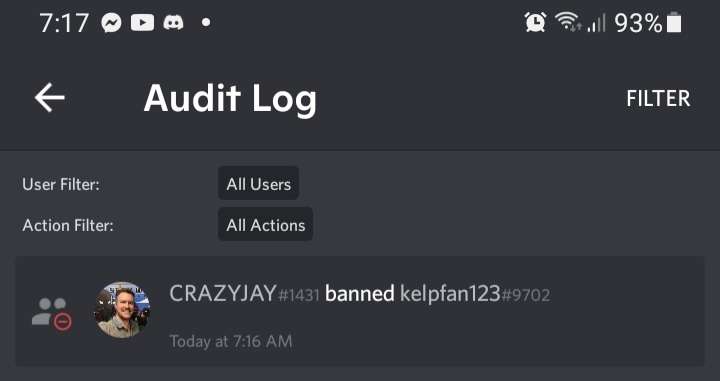 7:17 93%
Audit Log FILTER
User Filter: All Users
Action Filter: All Actions
CRAZYJAY#1431 banned kelpfan123#9702
Today at 7:16 AM